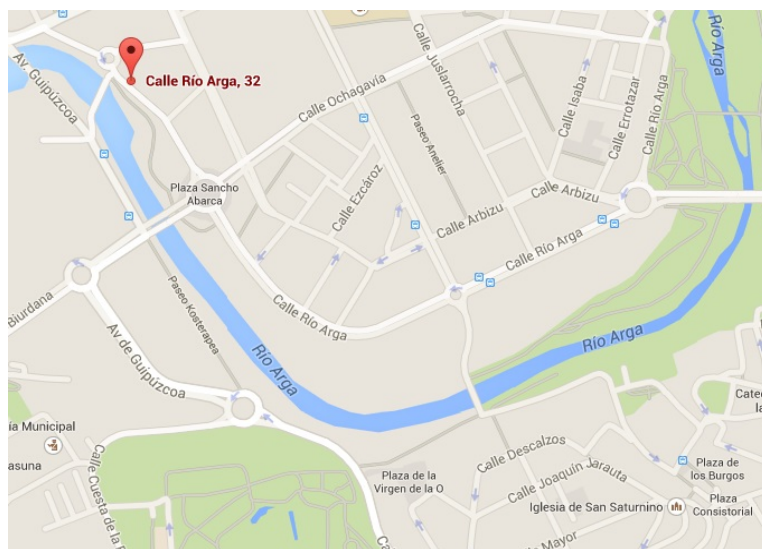 Río Arga
Av. Guipúzcoa
Calle Río Arga, 32
Calle Juslarrocha
Calle Ochagavía
Calle Isaba
Calle Errotazar
Calle Río Arga
Paseo Anelier
Plaza Sancho
Abarca
Calle Ezcároz
Calle Arbizu
Calle Arbizu
Calle Río Arga
Biurdana
Paseo Kosterapea
Calle Río Arga
Av de Guipúzcoa
Río Arga
Río Arga
ia Municipal
asuna
Calle Cuesta de la
Plaza de la
Virgen de la O
Calle Descalzos
Calle Joaquín Jarauta
Iglesia de San Saturnino
Mayor
Cate
la
Plaza de
los Burgos
Plaza
Consistorial